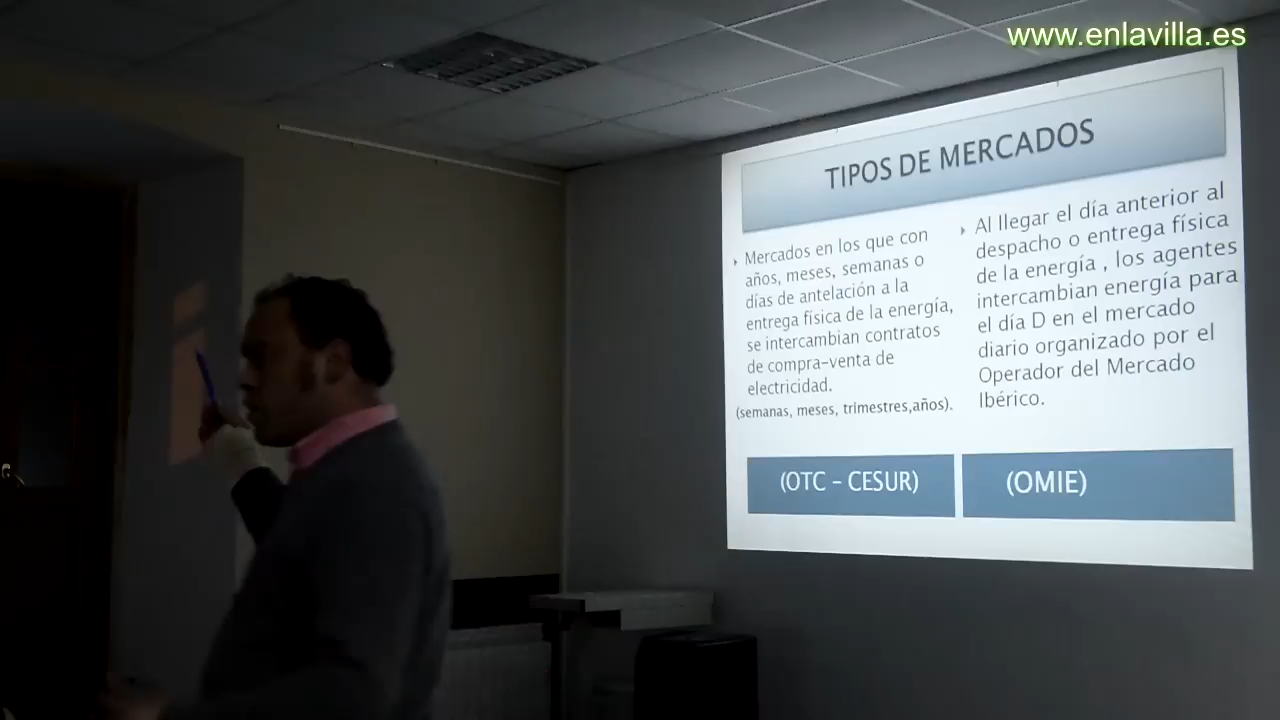 www.enlavilla.es
TIPOS DE MERCADOS
Mercados en los que con
años, meses, semanas o
días de antelación a la
entrega física de la energía,
se intercambian contratos
de compra-venta de
electricidad.
(semanas, meses, trimestres,años).
Al llegar el día anterior al
despacho o entrega física
de la energía , los agentes
intercambian energía para
el día D en el mercado
diario organizado por el
Operador del Mercado
Ibérico.
(OTC – CESUR)
(OMIE)